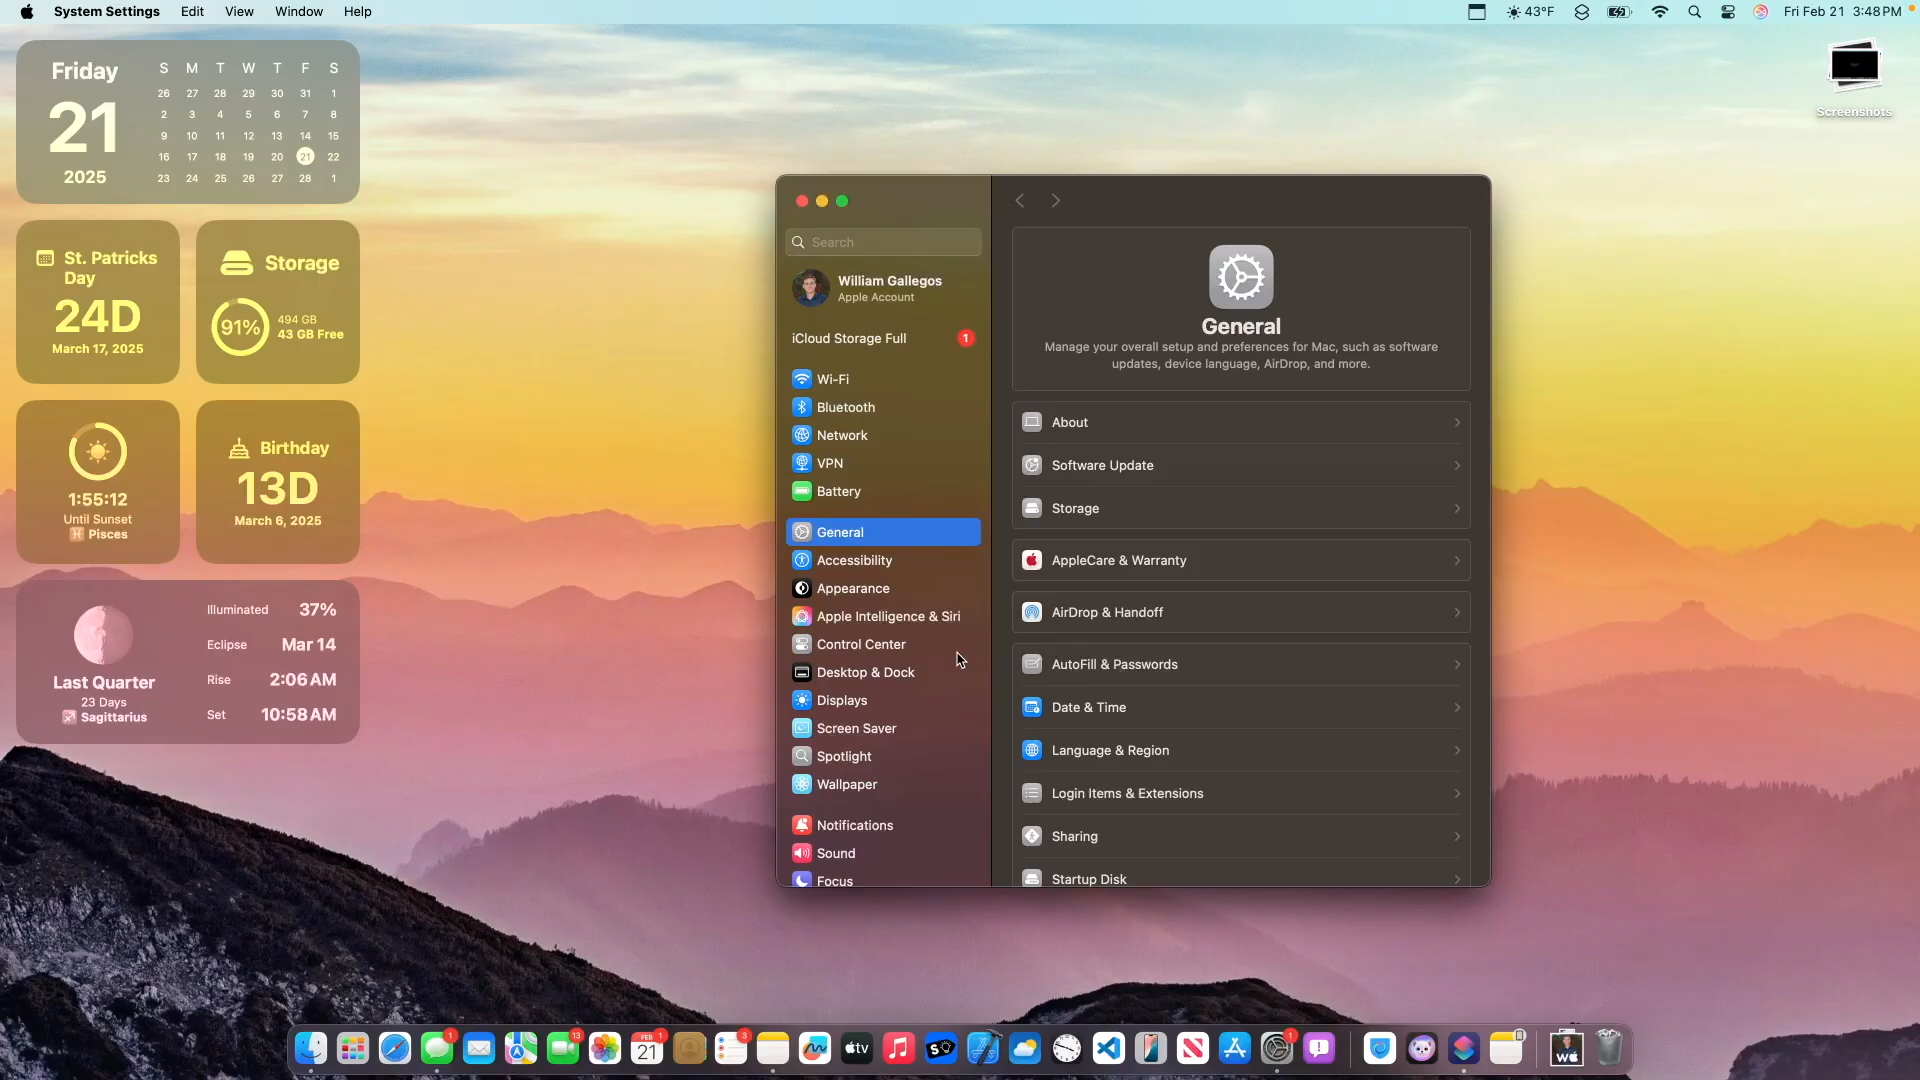 System Settings Edit View Window Help
43°F Fri Feb 21 3:48 PM
Friday
21
2025
S M T W T F S
26 27 28 29 30 31 1
2 3 4 5 6 7 8
9 10 11 12 13 14 15
16 17 18 19 20 21 22
23 24 25 26 27 28 1
St. Patricks
Day
24D
March 17, 2025
Storage
91%
494 GB
43 GB Free
1:55:12
Until Sunset
Pisces
Birthday
13D
March 6, 2025
Last Quarter
23 Days
Sagittarius
Illuminated 37%
Eclipse Mar 14
Rise 2:06 AM
Set 10:58 AM
Screenshots
Search
William Gallegos
Apple Account
iCloud Storage Full 1
Wi-Fi
Bluetooth
Network
VPN
Battery
General
Accessibility
Appearance
Apple Intelligence & Siri
Control Center
Desktop & Dock
Displays
Screen Saver
Spotlight
Wallpaper
Notifications
Sound
Focus
General
Manage your overall setup and preferences for Mac, such as software
updates, device language, AirDrop, and more.
About
Software Update
Storage
AppleCare & Warranty
AirDrop & Handoff
AutoFill & Passwords
Date & Time
Language & Region
Login Items & Extensions
Sharing
Startup Disk
1 13 1 3 1
FEB
21
tv